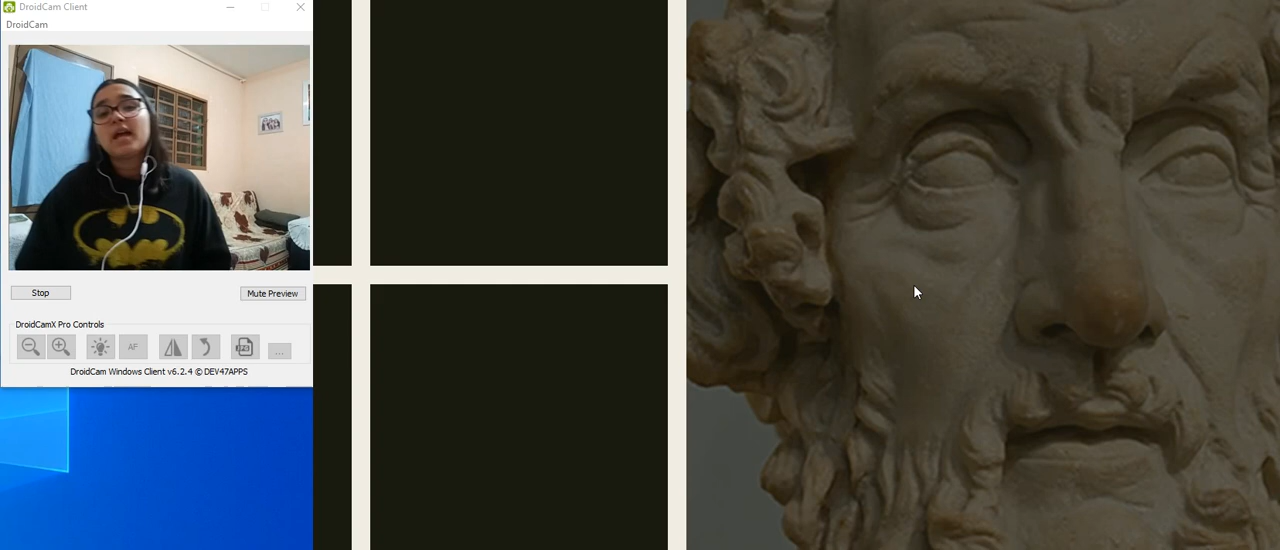 DroidCam Client
DroidCam
Stop
Mute Preview
DroidCamX Pro Controls
AF
...
DroidCam Windows Client v6.2.4 © DEV47APPS